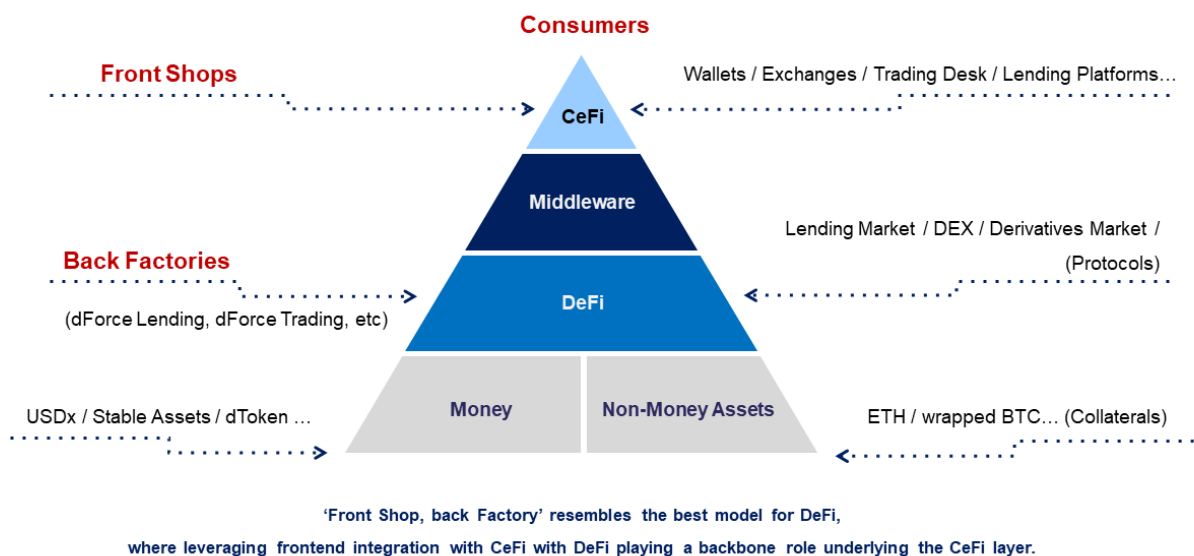 Consumers
Front Shops
Wallets / Exchanges / Trading Desk / Lending Platforms…
CeFi
Middleware
Lending Market / DEX / Derivatives Market /
(Protocols)
Back Factories
DeFi
(dForce Lending, dForce Trading, etc)
Money
Non-Money Assets
USDx / Stable Assets / dToken …
ETH / wrapped BTC… (Collaterals)
‘Front Shop, back Factory’ resembles the best model for DeFi,
where leveraging frontend integration with CeFi with DeFi playing a backbone role underlying the CeFi layer.